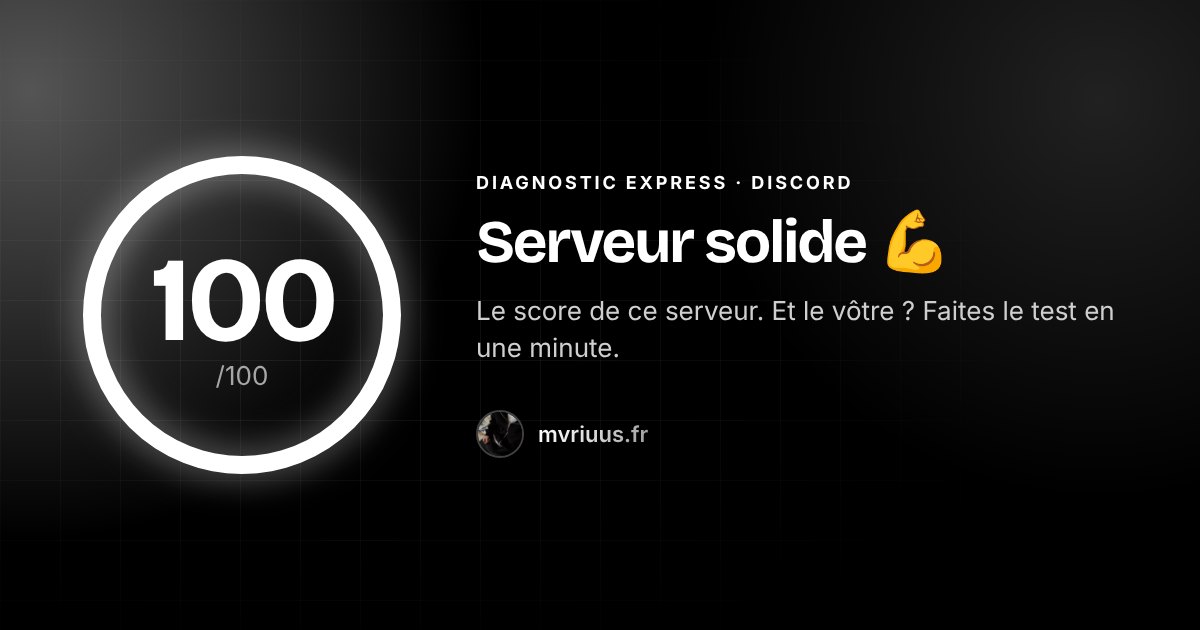 100
/100
DIAGNOSTIC EXPRESS · DISCORD
Serveur solide 💪
Le score de ce serveur. Et le vôtre ? Faites le test en
une minute.
mvriuus.fr